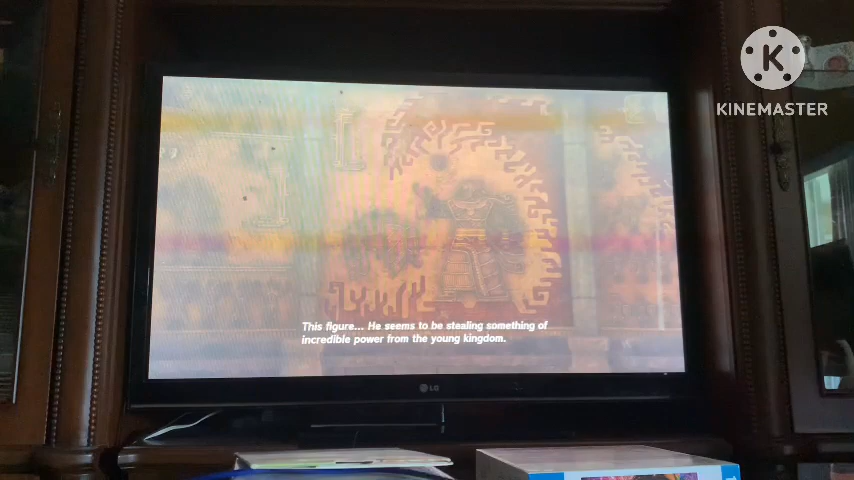 KINEMASTER
This figure... He seems to be stealing something of
incredible power from the young kingdom.
LG